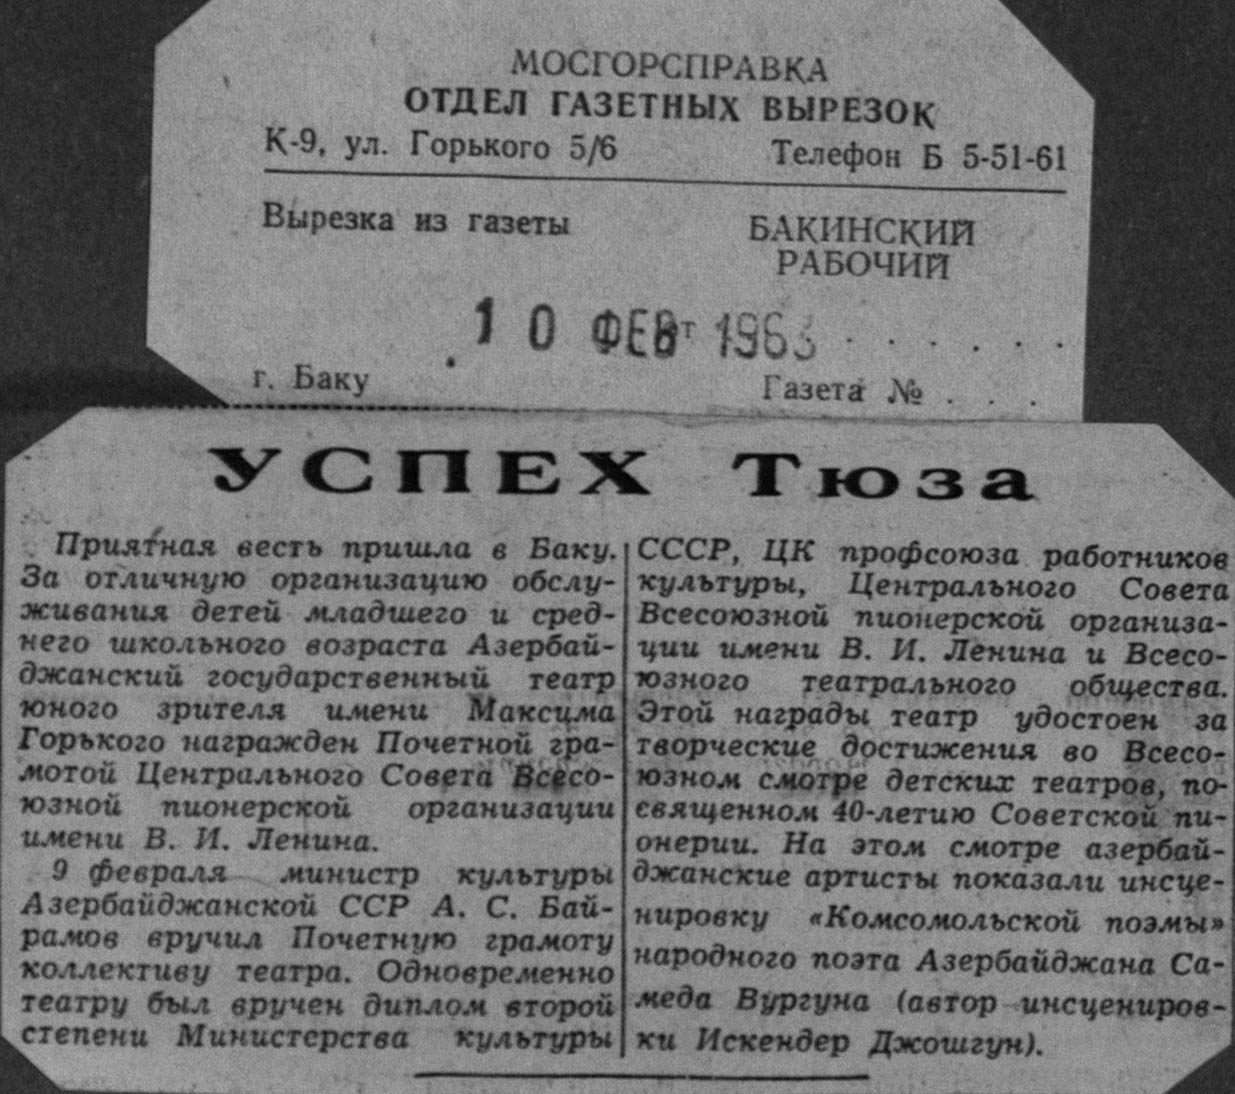 МОСГОРСПРАВКА
ОТДЕЛ ГАЗЕТНЫХ ВЫРЕЗОК
К-9, ул. Горького 5/6 Телефон Б 5-51-61
Вырезка из газеты БАКИНСКИЙ
РАБОЧИЙ
10 ФЕВ 1963 . . . . . .
г. Баку Газета № . . .
УСПЕХ Тюза
Приятная весть пришла в Баку.
За отличную организацию обслу-
живания детей младшего и сред-
него школьного возраста Азербай-
джанский государственный театр
юного зрителя имени Максима
Горького награжден Почетной гра-
мотой Центрального Совета Всесо-
юзной пионерской организации
имени В. И. Ленина.
9 февраля министр культуры
Азербайджанской ССР А. С. Бай-
рамов вручил Почетную грамоту
коллективу театра. Одновременно
театру был вручен диплом второй
степени Министерства культуры
СССР, ЦК профсоюза работников
культуры, Центрального Совета
Всесоюзной пионерской организа-
ции имени В. И. Ленина и Всесо-
юзного театрального общества.
Этой награды театр удостоен за
творческие достижения во Всесо-
юзном смотре детских театров, по-
священном 40-летию Советской пи-
онерии. На этом смотре азербай-
джанские артисты показали инсце-
нировку «Комсомольской поэмы»
народного поэта Азербайджана Са-
меда Вургуна (автор инсцениров-
ки Искендер Джошгун).